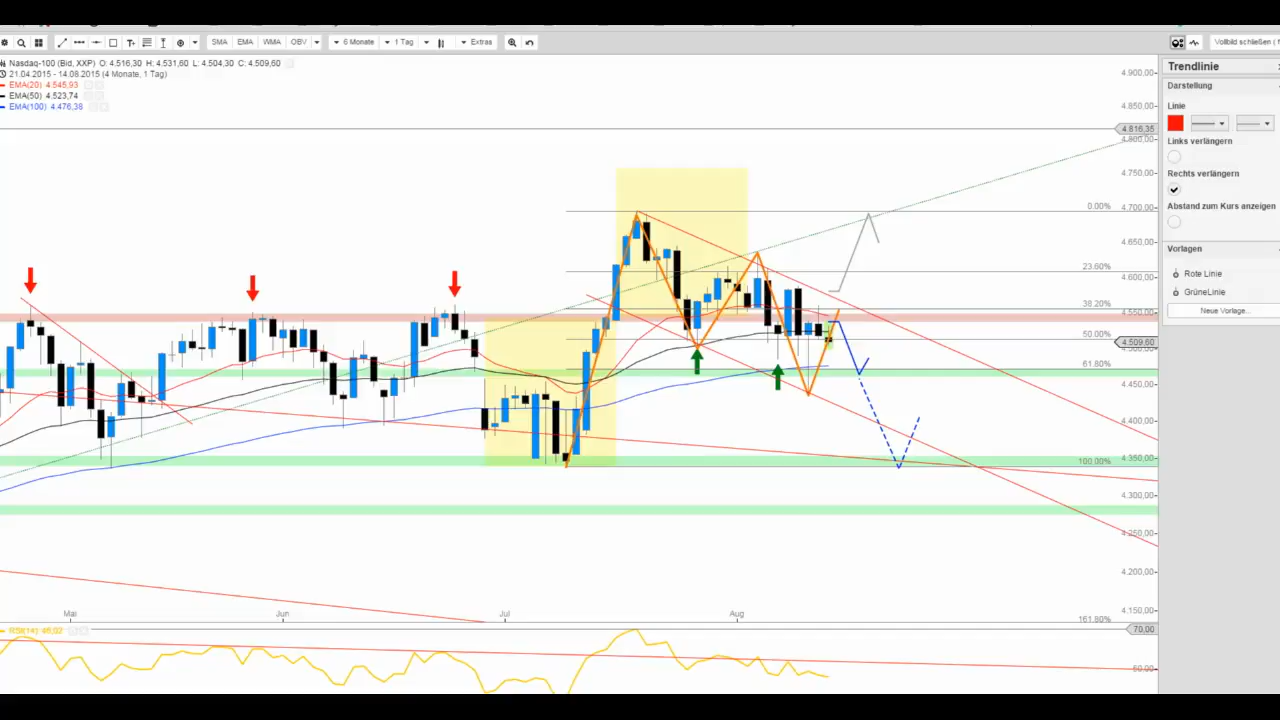 SMA EMA WMA OBV 6 Monate 1 Tag Extras Vollbild schließen (
Nasdaq-100 (Bid, XXP) O: 4.516,30 H: 4.531,60 L: 4.504,30 C: 4.509,60
21.04.2015 - 14.08.2015 (4 Monate, 1 Tag)
EMA(20) 4.545,93
EMA(50) 4.523,74
EMA(100) 4.476,38
4.900,00
4.850,00
4.816,35
4.800,00
4.750,00
4.700,00
4.650,00
4.600,00
4.550,00
4.509,60
4.450,00
4.400,00
4.350,00
4.300,00
4.250,00
4.200,00
4.150,00
0.00%
23.60%
38.20%
50.00%
61.80%
100.00%
161.80%
Mai Jun Jul Aug
RSI(14) 46,02
70,00
50,00
Trendlinie
Darstellung
Linie
Links verlängern
Rechts verlängern
Abstand zum Kurs anzeigen
Vorlagen
Rote Linie
GrüneLinie
Neue Vorlage...